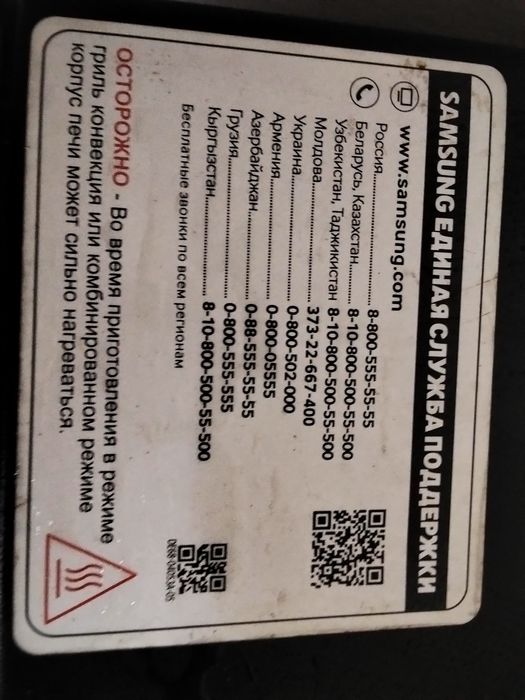 SAMSUNG ЕДИНАЯ СЛУЖБА ПОДДЕРЖКИ
www.samsung.com
Россия........................8-800-555-55-55
Беларусь, Казахстан.........8-10-800-500-55-500
Узбекистан, Таджикистан 8-10-800-500-55-500
Молдова........................373-22-667-400
Украина........................0-800-502-000
Армения........................0-800-05555
Азербайджан...................0-88-555-55-55
Грузия........................0-800-555-555
Кыргызстан...................8-10-800-500-55-500
Бесплатные звонки по всем регионам
ОСТОРОЖНО - Во время приготовления в режиме
гриль конвекция или комбинированном режиме
корпус печи может сильно нагреваться.